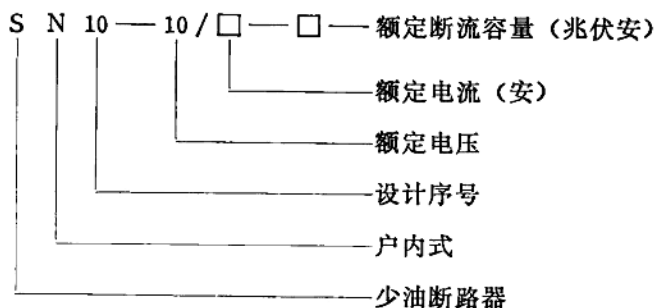 S N 10—10/□—□—额定断流容量（兆伏安）
额定电流（安）
额定电压
设计序号
户内式
少油断路器